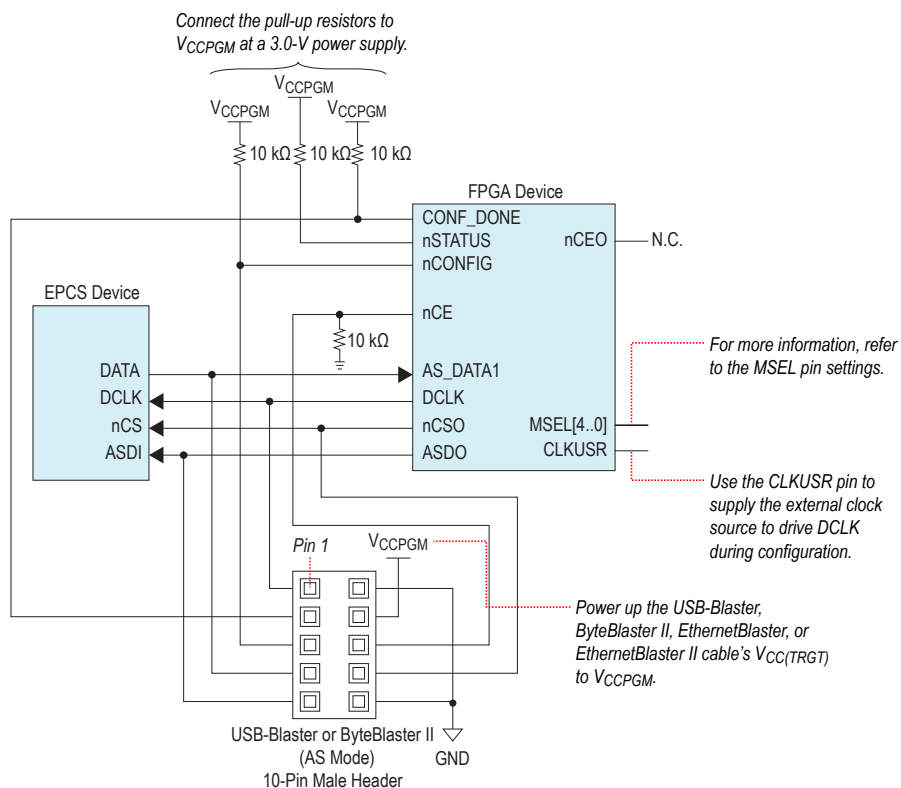 Connect the pull-up resistors to
VCCPGM at a 3.0-V power supply.
VCCPGM
VCCPGM
VCCPGM
10 kΩ
10 kΩ
10 kΩ
FPGA Device
CONF_DONE
nSTATUS
nCEO
N.C.
nCONFIG
EPCS Device
nCE
10 kΩ
For more information, refer
to the MSEL pin settings.
DATA
AS_DATA1
DCLK
DCLK
nCS
nCSO
MSEL[4..0]
ASDI
ASDO
CLKUSR
Use the CLKUSR pin to
supply the external clock
source to drive DCLK
during configuration.
Pin 1
VCCPGM
Power up the USB-Blaster,
ByteBlaster II, EthernetBlaster, or
EthernetBlaster II cable's VCC(TRGT)
to VCCPGM.
USB-Blaster or ByteBlaster II
(AS Mode)
10-Pin Male Header
GND